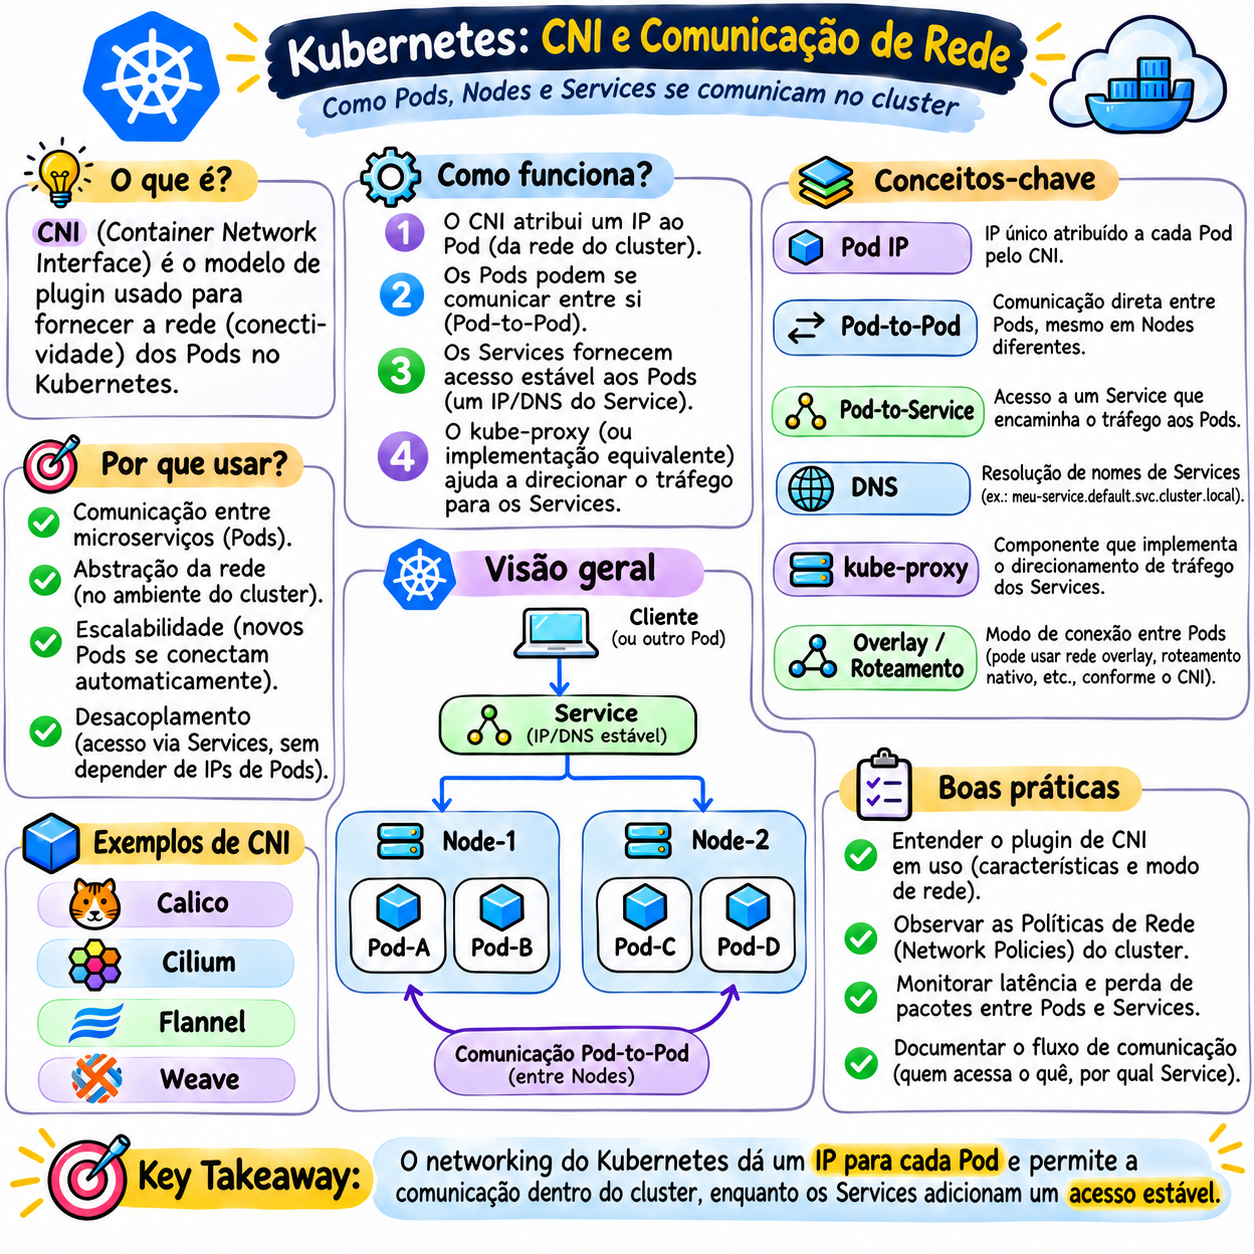 Kubernetes: CNI e Comunicação de Rede
Como Pods, Nodes e Services se comunicam no cluster
O que é?
CNI (Container Network
Interface) é o modelo de
plugin usado para
fornecer a rede (conecti-
vidade) dos Pods no
Kubernetes.
Por que usar?
Comunicação entre
microserviços (Pods).
Abstração da rede
(no ambiente do cluster).
Escalabilidade (novos
Pods se conectam
automaticamente).
Desacoplamento
(acesso via Services, sem
depender de IPs de Pods).
Exemplos de CNI
Calico
Cilium
Flannel
Weave
Como funciona?
1
O CNI atribui um IP ao
Pod (da rede do cluster).
2
Os Pods podem se
comunicar entre si
(Pod-to-Pod).
3
Os Services fornecem
acesso estável aos Pods
(um IP/DNS do Service).
4
O kube-proxy (ou
implementação equivalente)
ajuda a direcionar o tráfego
para os Services.
Visão geral
Cliente
(ou outro Pod)
Service
(IP/DNS estável)
Node-1
Node-2
Pod-A
Pod-B
Pod-C
Pod-D
Comunicação Pod-to-Pod
(entre Nodes)
Conceitos-chave
Pod IP
IP único atribuído a cada Pod
pelo CNI.
Pod-to-Pod
Comunicação direta entre
Pods, mesmo em Nodes
diferentes.
Pod-to-Service
Acesso a um Service que
encaminha o tráfego aos Pods.
DNS
Resolução de nomes de Services
(ex.: meu-service.default.svc.cluster.local).
kube-proxy
Componente que implementa
o direcionamento de tráfego
dos Services.
Overlay /
Roteamento
Modo de conexão entre Pods
(pode usar rede overlay, roteamento
nativo, etc., conforme o CNI).
Boas práticas
Entender o plugin de CNI
em uso (características e modo
de rede).
Observar as Políticas de Rede
(Network Policies) do cluster.
Monitorar latência e perda de
pacotes entre Pods e Services.
Documentar o fluxo de comunicação
(quem acessa o quê, por qual Service).
Key Takeaway:
O networking do Kubernetes dá um IP para cada Pod e permite a
comunicação dentro do cluster, enquanto os Services adicionam um acesso estável.